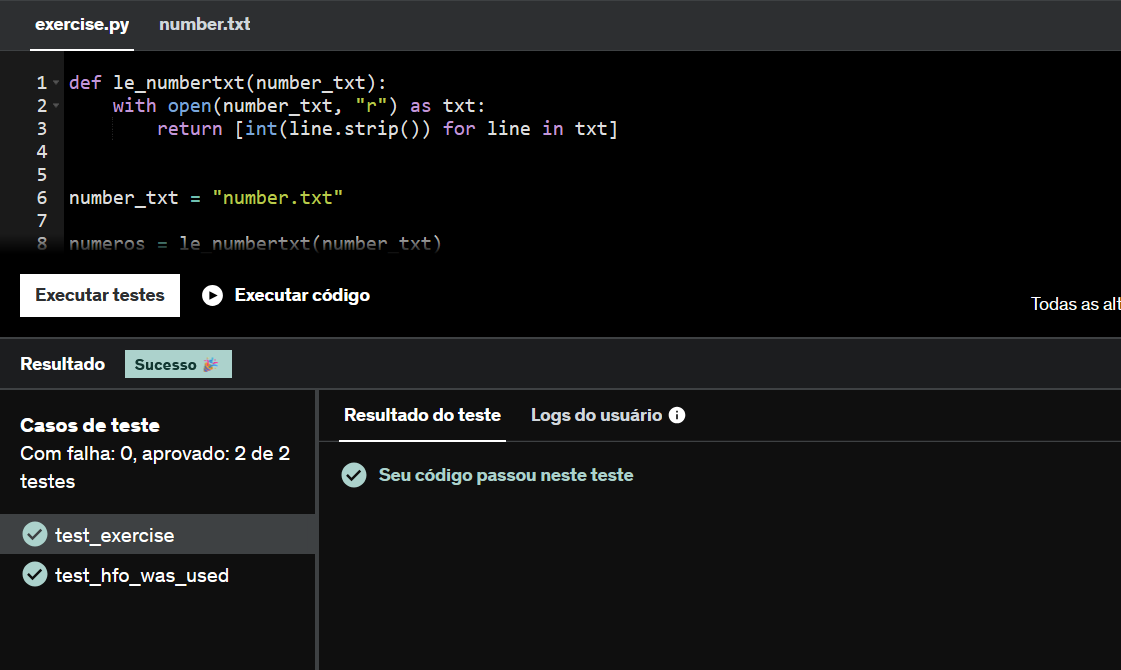 exercise.py number.txt
1 def le_numbertxt(number_txt):
2     with open(number_txt, "r") as txt:
3         return [int(line.strip()) for line in txt]
4
5
6 number_txt = "number.txt"
7
8 numeros = le_numbertxt(number_txt)
Executar testes Executar código
Todas as alt
Resultado Sucesso 🎉
Casos de teste
Com falha: 0, aprovado: 2 de 2
testes
test_exercise
test_hfo_was_used
Resultado do teste Logs do usuário
Seu código passou neste teste